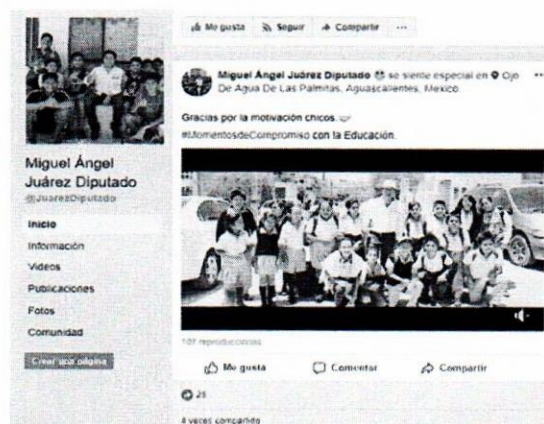 Me gusta Seguir Compartir ...
Miguel Ángel Juárez Diputado se siente especial en Ojo
De Agua De Las Palmitas, Aguascalientes, Mexico.
Gracias por la motivación chicos.
#MomentosdeCompromiso con la Educación.
107 reproducciones
Me gusta Comentar Compartir
25
4 veces compartido
Miguel Ángel
Juárez Diputado
@JuarezDiputado
Inicio
Información
Videos
Publicaciones
Fotos
Comunidad
Crear una página